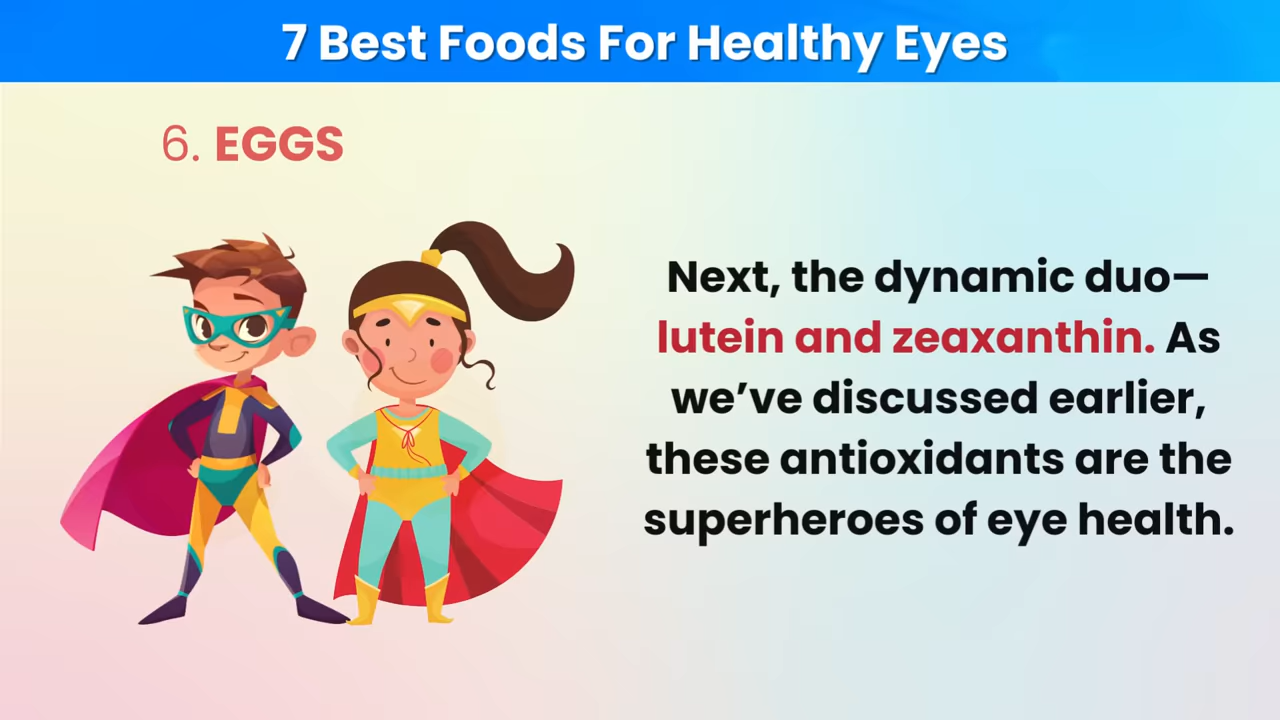 7 Best Foods For Healthy Eyes
6. EGGS
Next, the dynamic duo—
lutein and zeaxanthin. As
we’ve discussed earlier,
these antioxidants are the
superheroes of eye health.